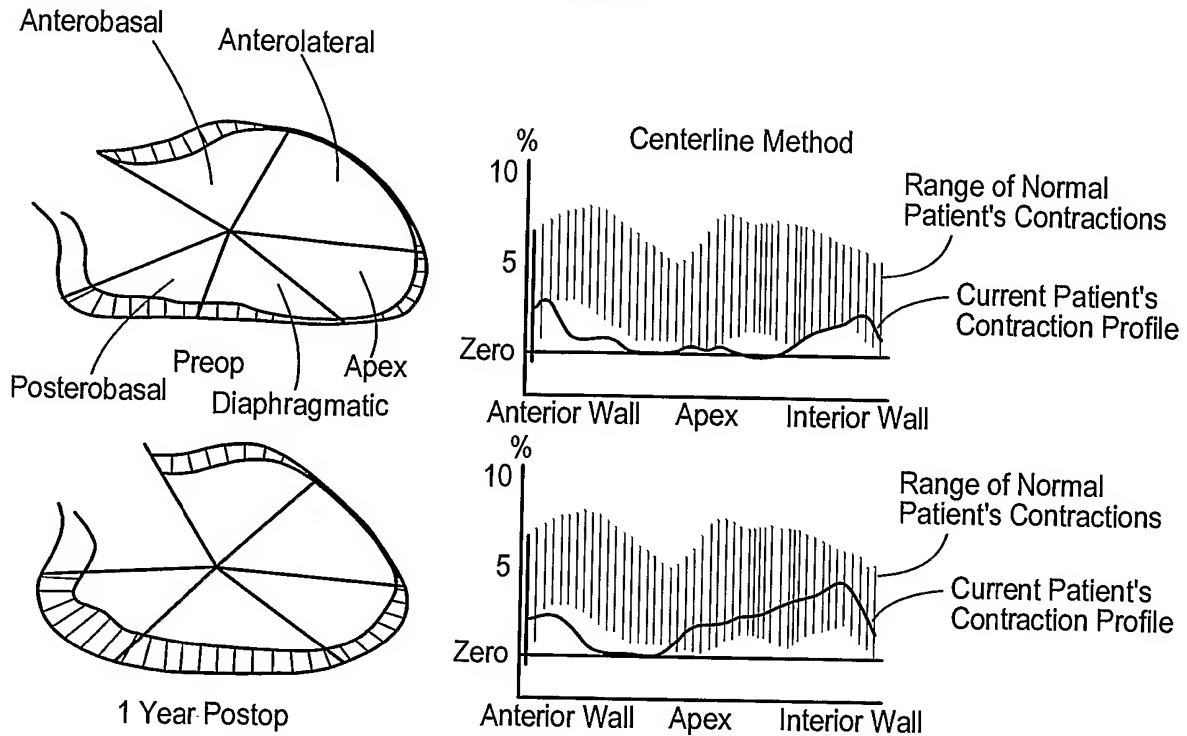 Anterobasal
Anterolateral
Posterobasal
Preop
Diaphragmatic
Apex
%
Centerline Method
10
5
Zero
Range of Normal
Patient's Contractions
Current Patient's
Contraction Profile
Anterior Wall Apex Interior Wall
1 Year Postop
%
10
5
Zero
Range of Normal
Patient's Contractions
Current Patient's
Contraction Profile
Anterior Wall Apex Interior Wall